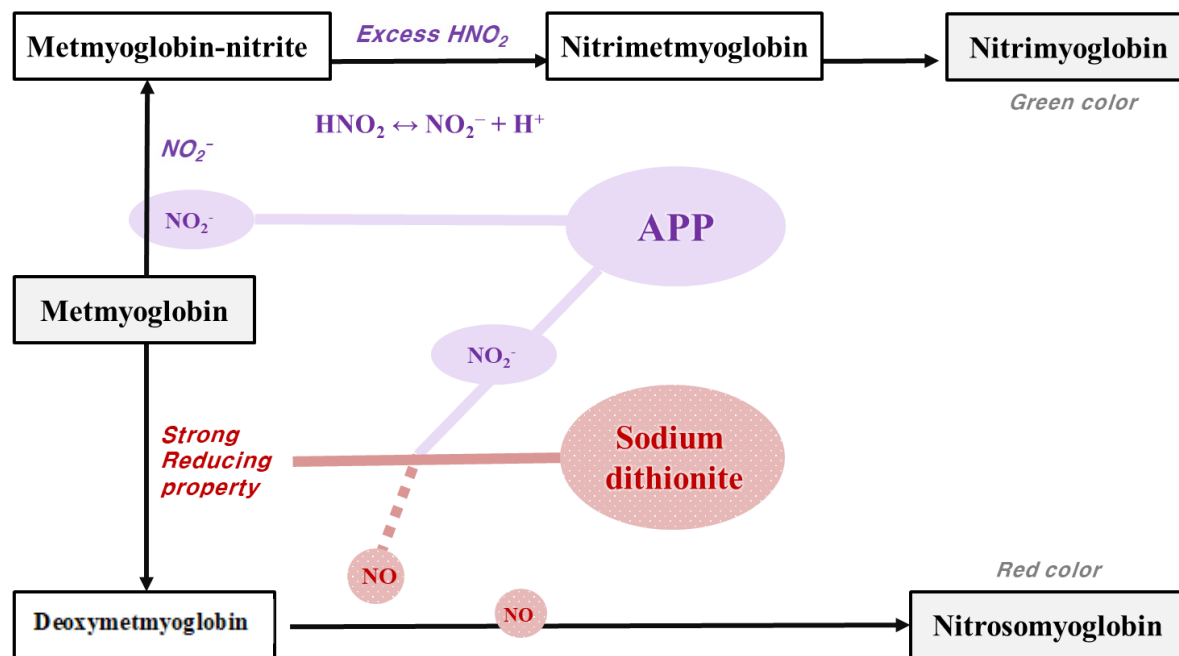 Metmyoglobin-nitrite
Excess HNO₂
Nitrimetmyoglobin
Nitrimyoglobin
Green color
HNO₂ ↔ NO₂⁻ + H⁺
NO₂⁻
NO₂⁻
APP
Metmyoglobin
NO₂⁻
Strong
Reducing
property
Sodium
dithionite
NO
Red color
Deoxymetmyoglobin
NO
Nitrosomyoglobin